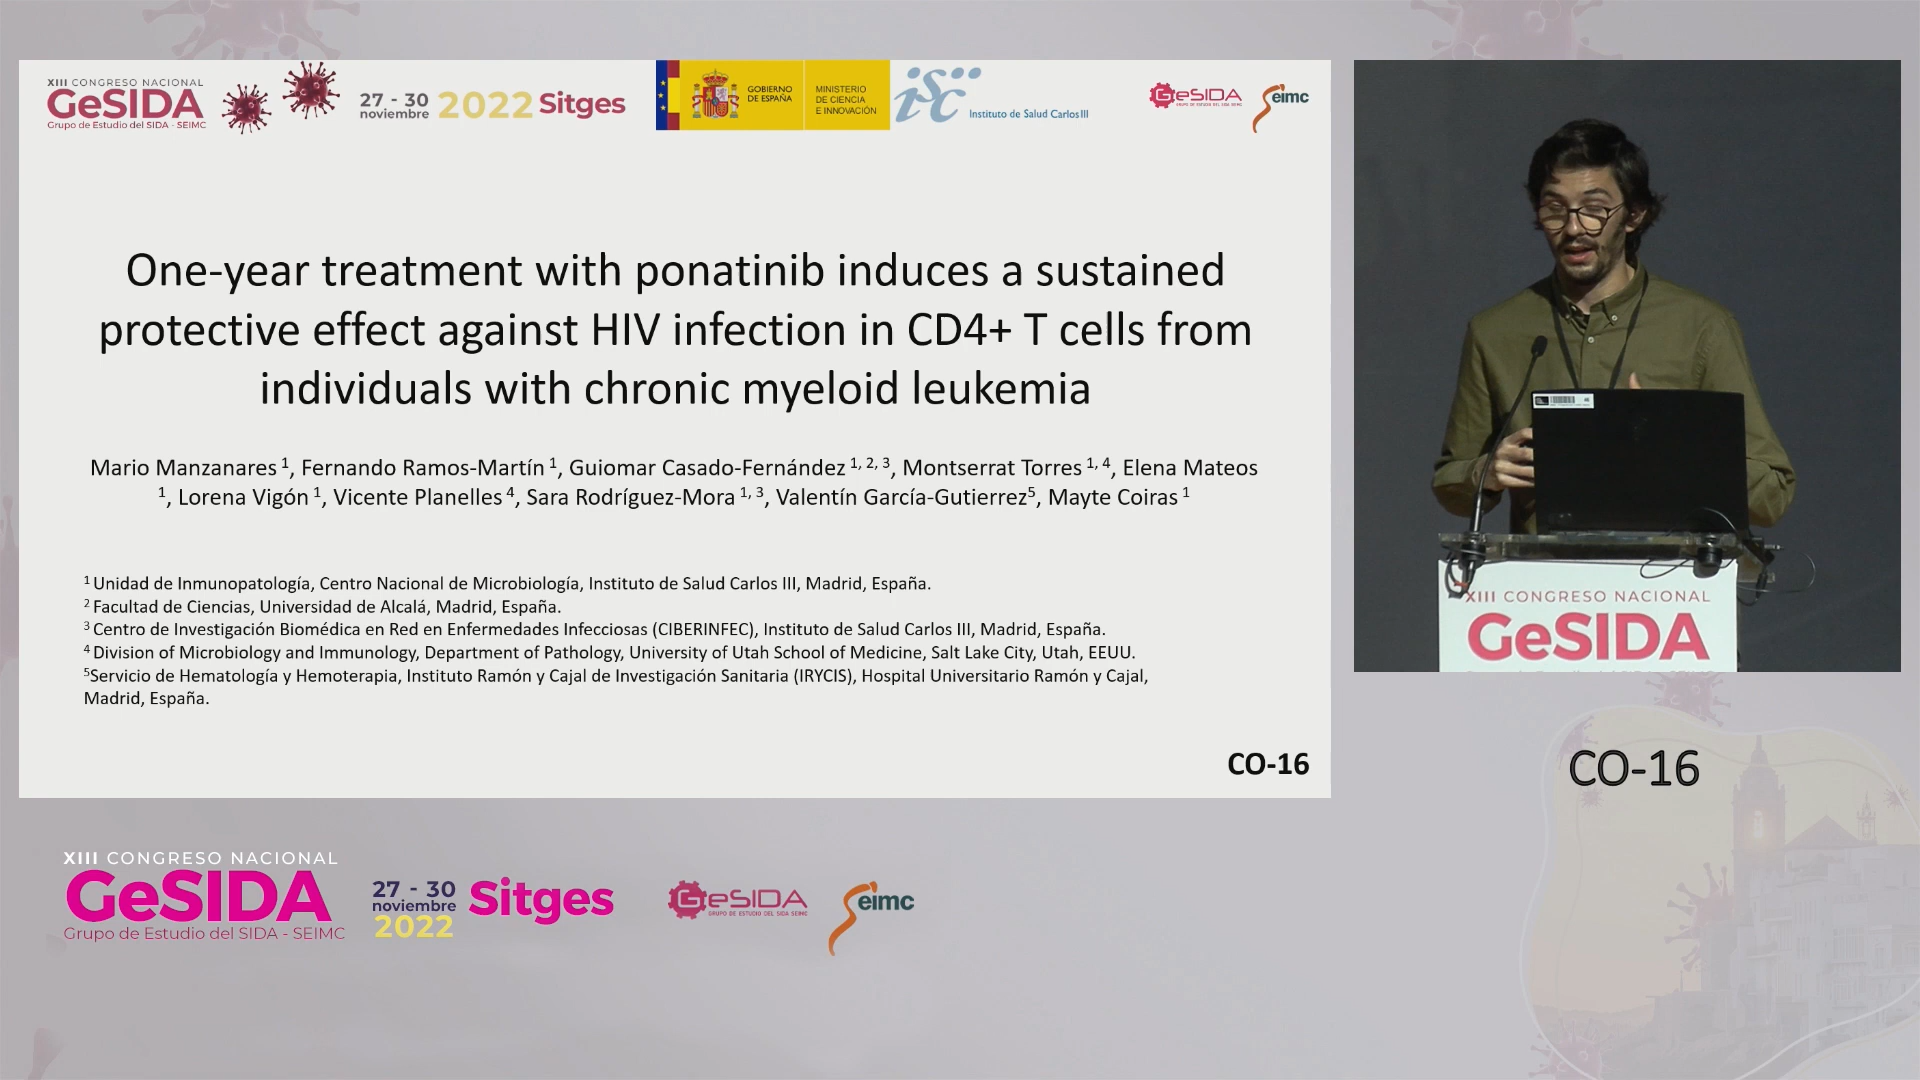 XIII CONGRESO NACIONAL
GeSIDA
Grupo de Estudio del SIDA - SEIMC
27 - 30
noviembre
2022
Sitges
GOBIERNO
DE ESPAÑA
MINISTERIO
DE CIENCIA
E INNOVACIÓN
isciii
Instituto de Salud Carlos III
GeSIDA
GRUPO DE ESTUDIO DEL SIDA SEIMC
Seimc
One-year treatment with ponatinib induces a sustained
protective effect against HIV infection in CD4+ T cells from
individuals with chronic myeloid leukemia
Mario Manzanares 1, Fernando Ramos-Martín 1, Guiomar Casado-Fernández 1, 2, 3, Montserrat Torres 1, 4, Elena Mateos
1, Lorena Vigón 1, Vicente Planelles 4, Sara Rodríguez-Mora 1, 3, Valentín García-Gutierrez5, Mayte Coiras 1
1 Unidad de Inmunopatología, Centro Nacional de Microbiología, Instituto de Salud Carlos III, Madrid, España.
2 Facultad de Ciencias, Universidad de Alcalá, Madrid, España.
3 Centro de Investigación Biomédica en Red en Enfermedades Infecciosas (CIBERINFEC), Instituto de Salud Carlos III, Madrid, España.
4 Division of Microbiology and Immunology, Department of Pathology, University of Utah School of Medicine, Salt Lake City, Utah, EEUU.
5Servicio de Hematología y Hemoterapia, Instituto Ramón y Cajal de Investigación Sanitaria (IRYCIS), Hospital Universitario Ramón y Cajal,
Madrid, España.
CO-16
XIII CONGRESO NACIONAL
GeSIDA
CO-16
XIII CONGRESO NACIONAL
GeSIDA
Grupo de Estudio del SIDA - SEIMC
27 - 30
noviembre
2022
Sitges
GeSIDA
GRUPO DE ESTUDIO DEL SIDA SEIMC
Seimc